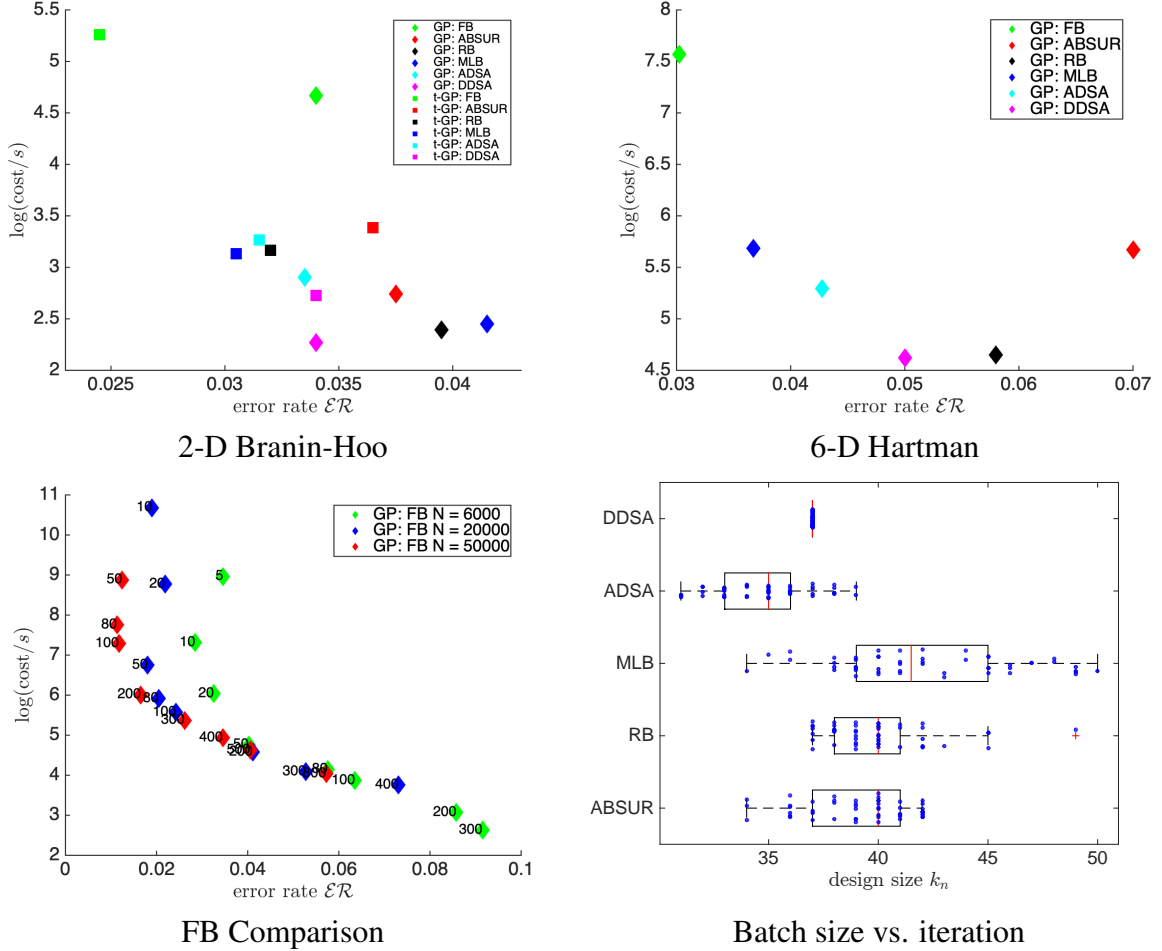 5.5
5
4.5
4
3.5
3
2.5
2
log(cost/s)
0.025
0.03
0.035
0.04
error rate ER
GP: FB
GP: ABSUR
GP: RB
GP: MLB
GP: ADSA
GP: DDSA
t-GP: FB
t-GP: ABSUR
t-GP: RB
t-GP: MLB
t-GP: ADSA
t-GP: DDSA
2-D Branin-Hoo
8
7.5
7
6.5
6
5.5
5
4.5
log(cost/s)
0.03
0.04
0.05
0.06
0.07
error rate ER
GP: FB
GP: ABSUR
GP: RB
GP: MLB
GP: ADSA
GP: DDSA
6-D Hartman
11
10
9
8
7
6
5
4
3
2
log(cost/s)
0
0.02
0.04
0.06
0.08
0.1
error rate ER
GP: FB N = 6000
GP: FB N = 20000
GP: FB N = 50000
10
50
20
5
80
100
10
50
200
80
20
100
300
400
50
200
300
80
100
400
200
300
FB Comparison
DDSA
ADSA
MLB
RB
ABSUR
35
40
45
50
design size kₙ
Batch size vs. iteration